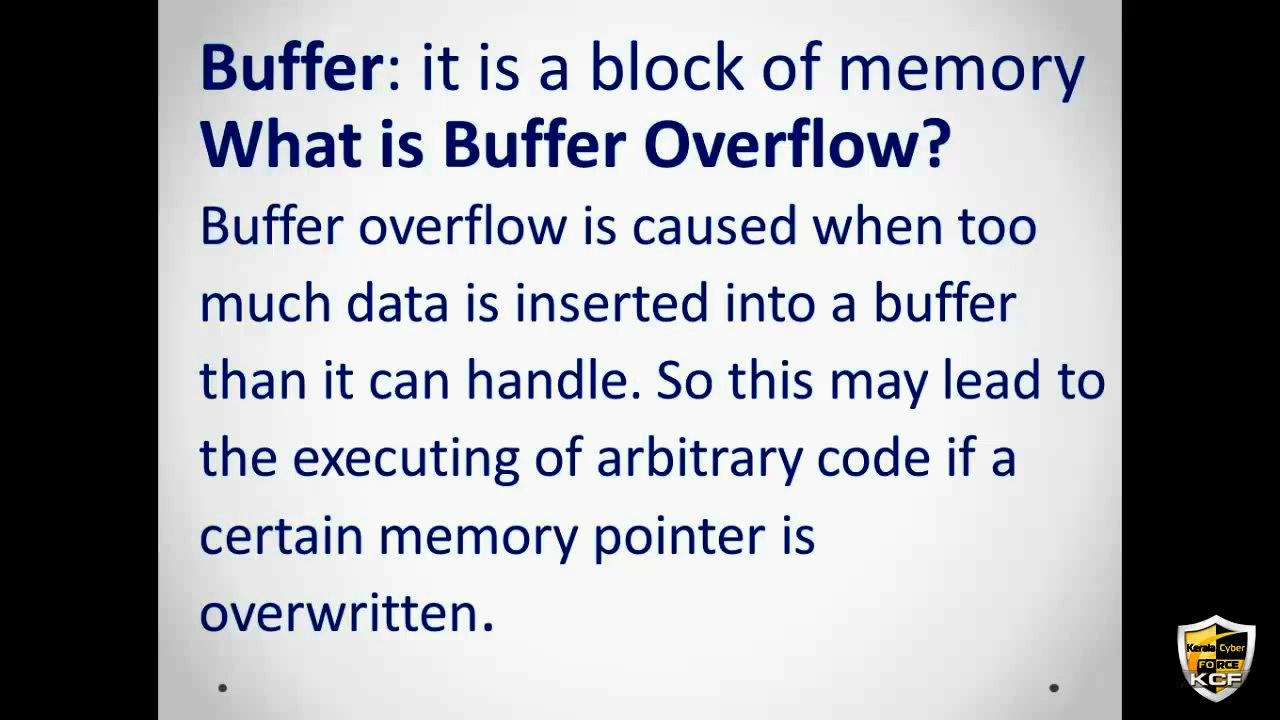 Buffer: it is a block of memory
What is Buffer Overflow?
Buffer overflow is caused when too
much data is inserted into a buffer
than it can handle. So this may lead to
the executing of arbitrary code if a
certain memory pointer is
overwritten.
Kerala Cyber
FORCE
KCF